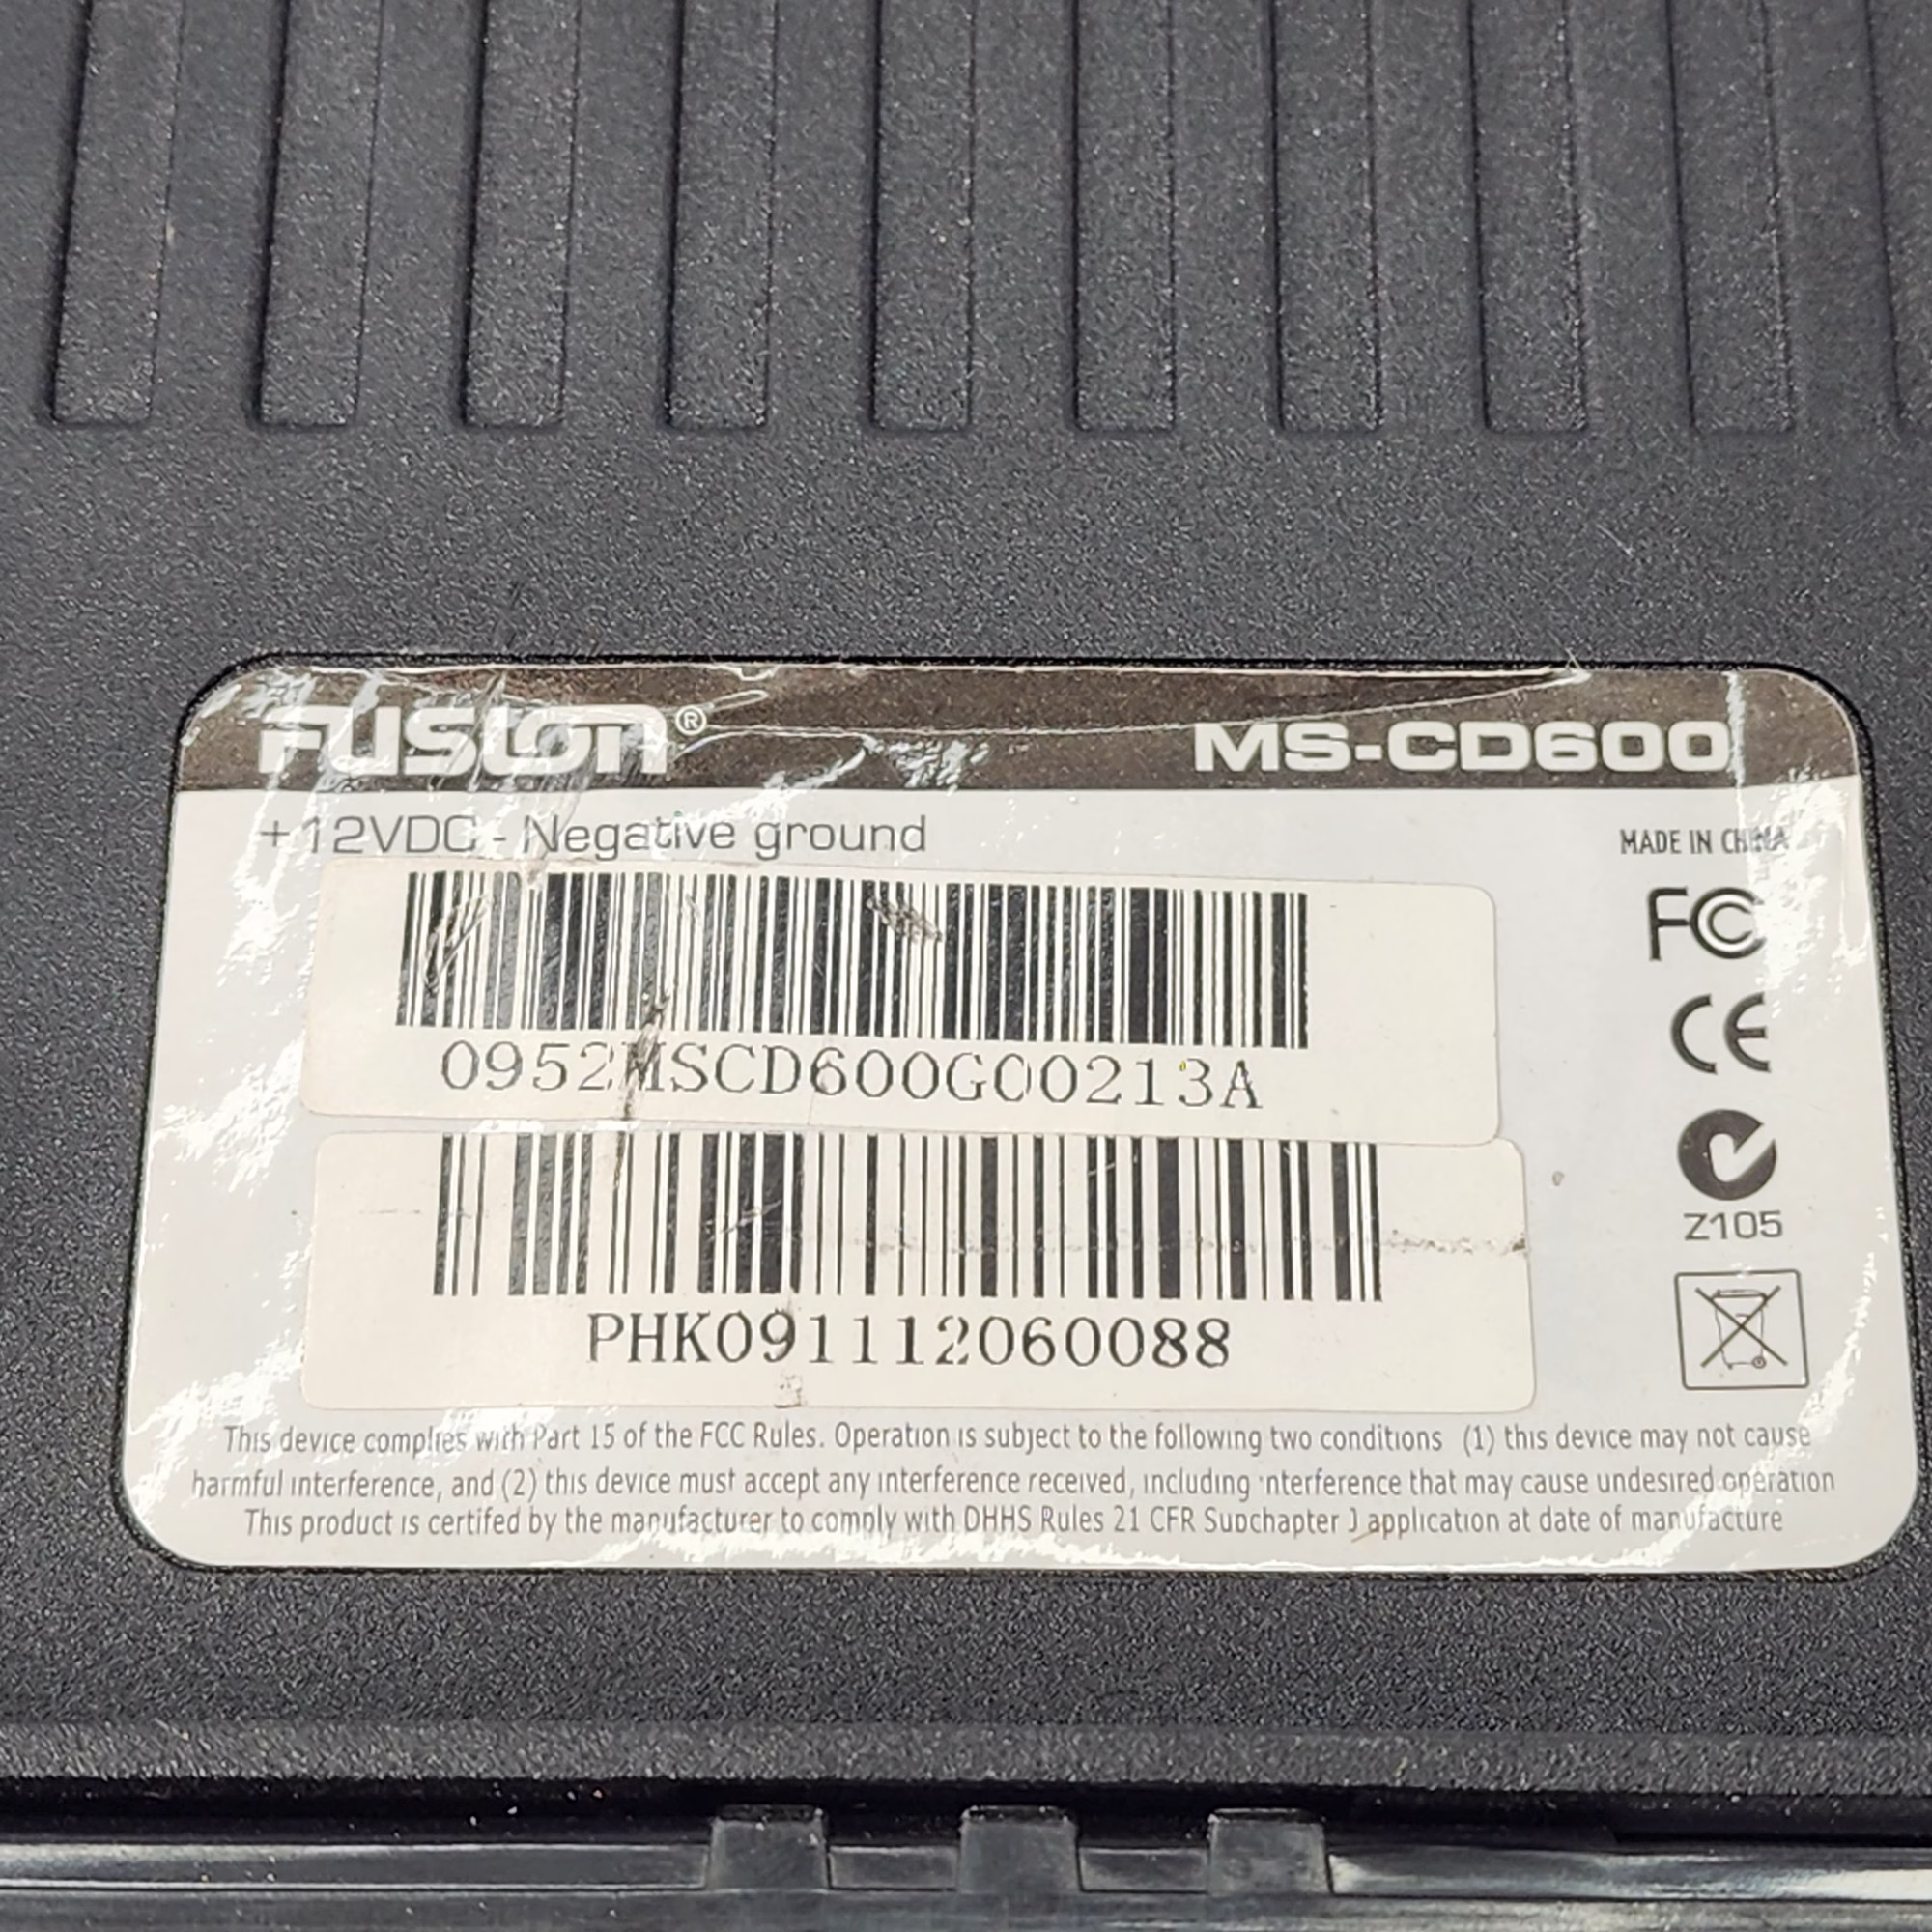 FUSION®
MS-CD600
+12VDC - Negative ground
MADE IN CHINA
FC
CE
0952MSCD600G00213A
Z105
PHK091112060088
This device complies with Part 15 of the FCC Rules. Operation is subject to the following two conditions (1) this device may not cause
harmful interference, and (2) this device must accept any interference received, including interference that may cause undesired operation
This product is certifed by the manufacturer to comply with DHHS Rules 21 CFR Subchapter J application at date of manufacture